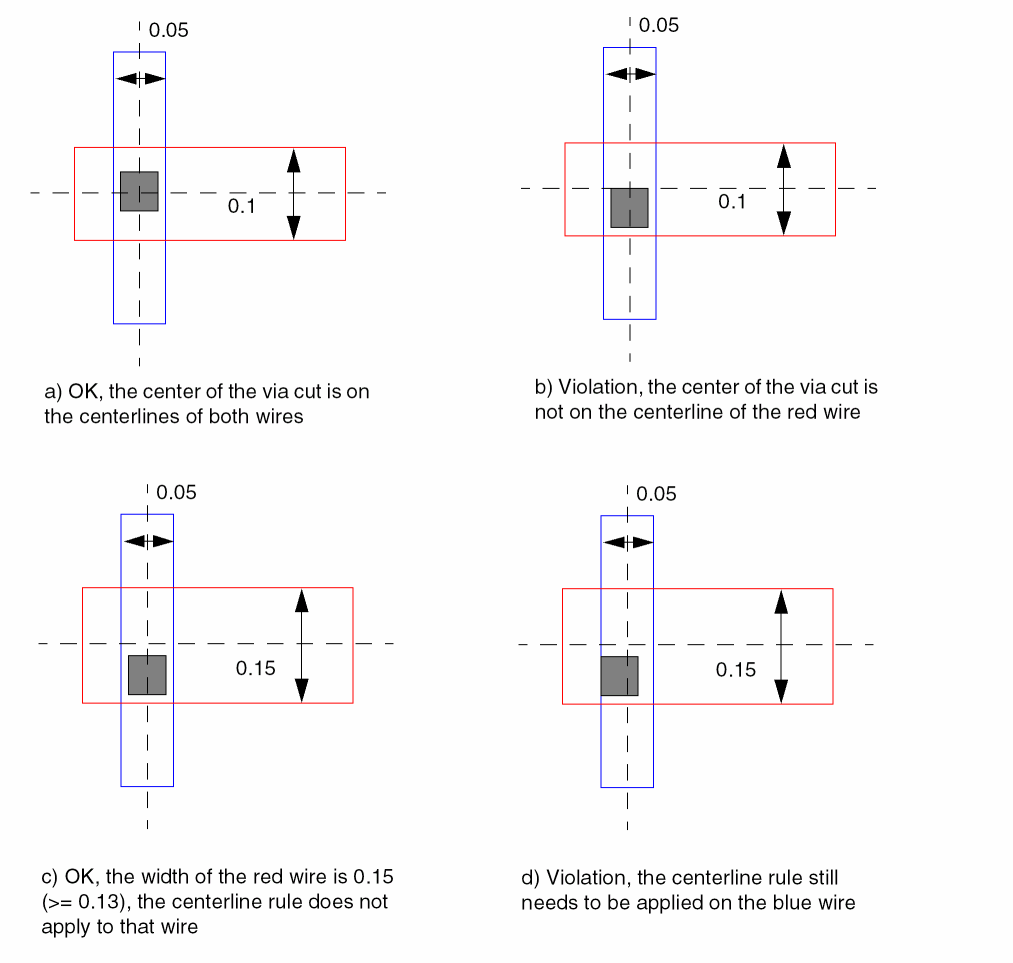 0.05
0.1
a) OK, the center of the via cut is on
the centerlines of both wires
0.05
0.1
b) Violation, the center of the via cut is
not on the centerline of the red wire
0.05
0.15
c) OK, the width of the red wire is 0.15
(>= 0.13), the centerline rule does not
apply to that wire
0.05
0.15
d) Violation, the centerline rule still
needs to be applied on the blue wire